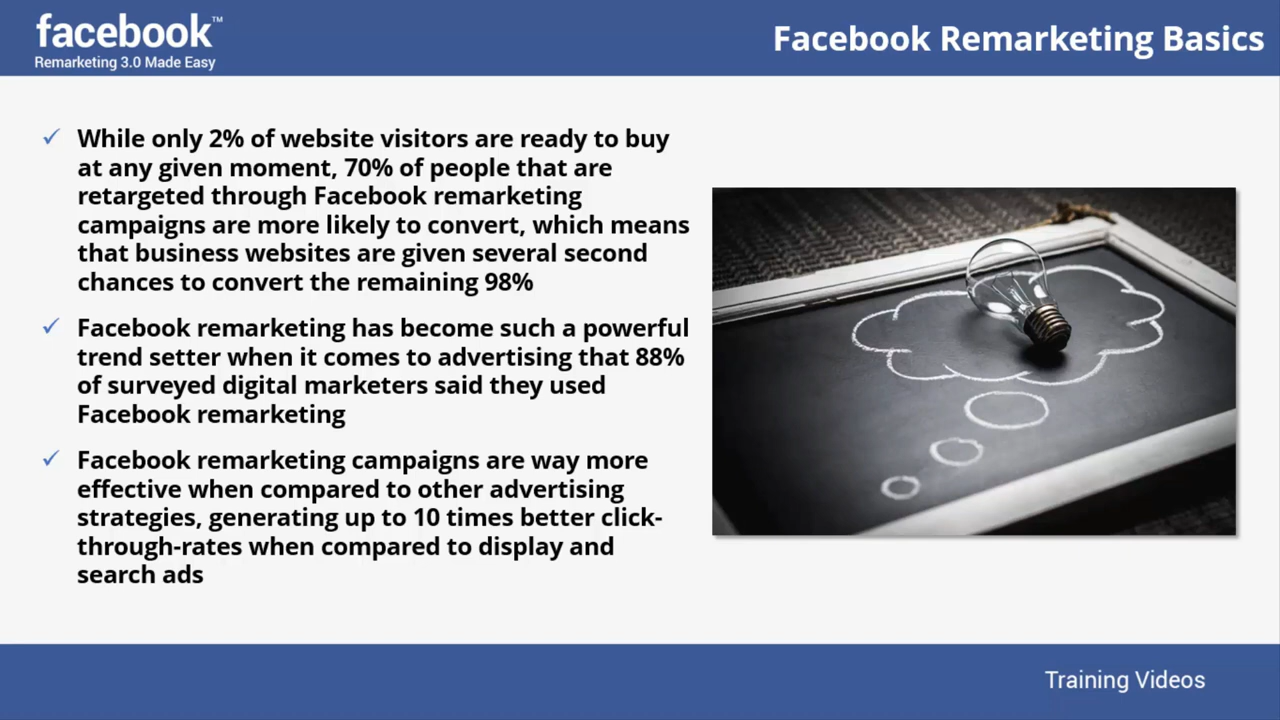 facebook™
Remarketing 3.0 Made Easy
Facebook Remarketing Basics
✓ While only 2% of website visitors are ready to buy
at any given moment, 70% of people that are
retargeted through Facebook remarketing
campaigns are more likely to convert, which means
that business websites are given several second
chances to convert the remaining 98%
✓ Facebook remarketing has become such a powerful
trend setter when it comes to advertising that 88%
of surveyed digital marketers said they used
Facebook remarketing
✓ Facebook remarketing campaigns are way more
effective when compared to other advertising
strategies, generating up to 10 times better click-
through-rates when compared to display and
search ads
Training Videos